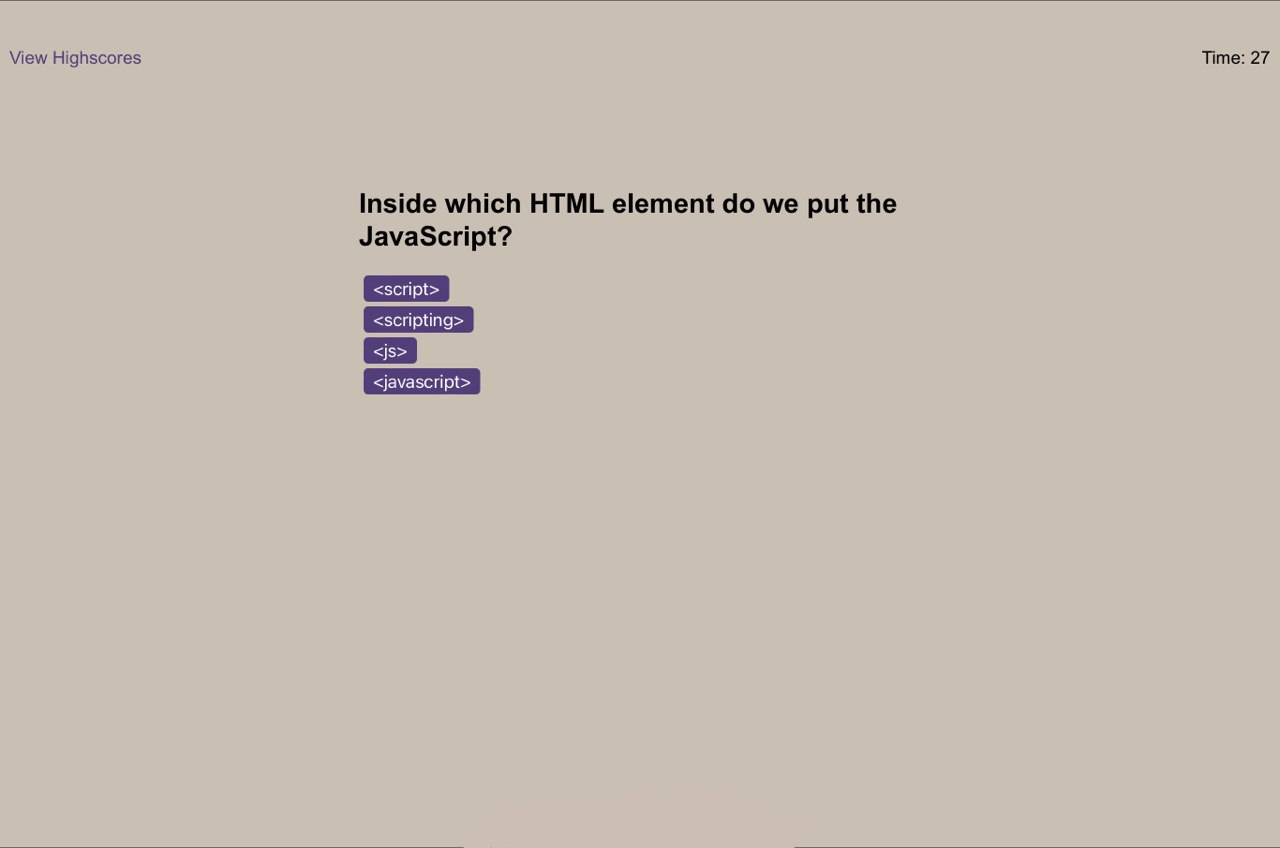 View Highscores
Time: 27
Inside which HTML element do we put the
JavaScript?
<script>
<scripting>
<js>
<javascript>